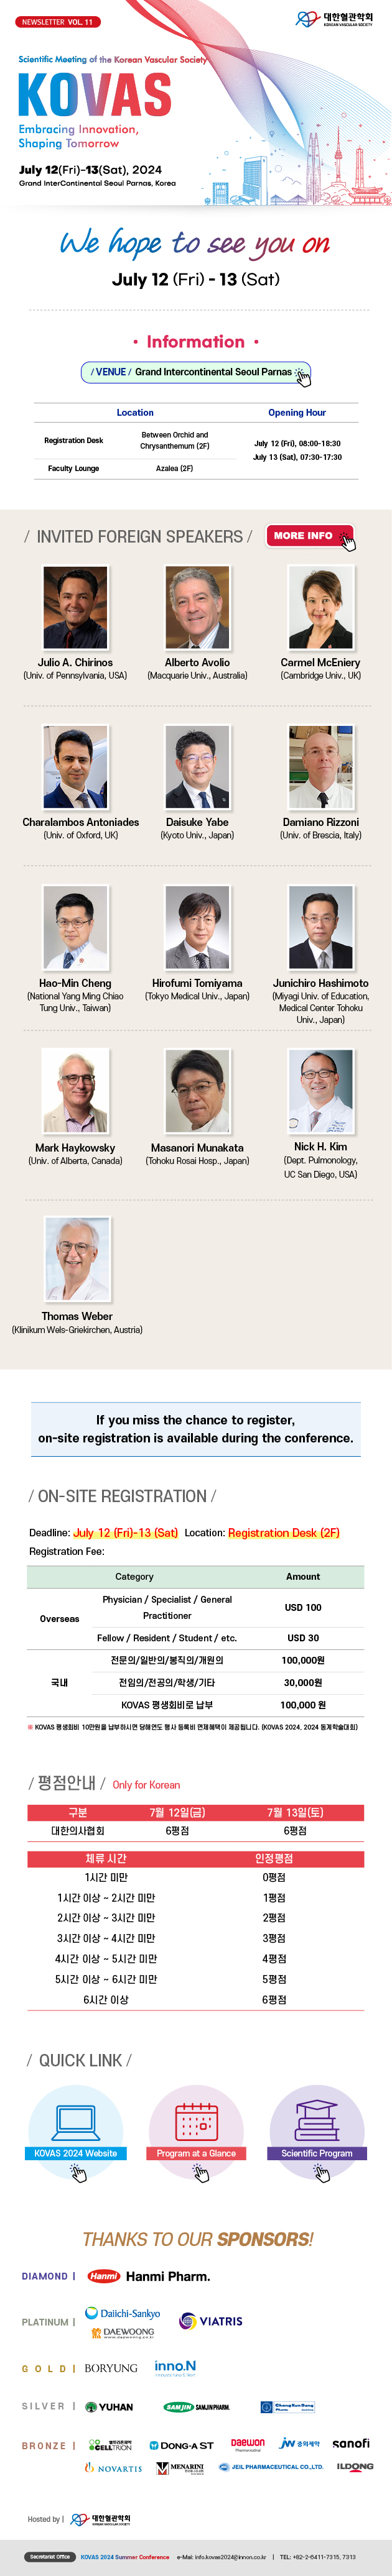 NEWSLETTER VOL. 11
대한혈관학회
KOREAN VASCULAR SOCIETY
Scientific Meeting of the Korean Vascular Society
KOVAS
Embracing Innovation,
Shaping Tomorrow
July 12(Fri)-13(Sat), 2024
Grand InterContinental Seoul Parnas, Korea
We hope to see you on
July 12 (Fri) - 13 (Sat)
• Information •
/ VENUE / Grand Intercontinental Seoul Parnas
Location Opening Hour
Registration Desk
Between Orchid and
Chrysanthemum (2F)
July 12 (Fri), 08:00-18:30
July 13 (Sat), 07:30-17:30
Faculty Lounge Azalea (2F)
/ INVITED FOREIGN SPEAKERS /
MORE INFO
Julio A. Chirinos
(Univ. of Pennsylvania, USA)
Alberto Avolio
(Macquarie Univ., Australia)
Carmel McEniery
(Cambridge Univ., UK)
Charalambos Antoniades
(Univ. of Oxford, UK)
Daisuke Yabe
(Kyoto Univ., Japan)
Damiano Rizzoni
(Univ. of Brescia, Italy)
Hao-Min Cheng
(National Yang Ming Chiao
Tung Univ., Taiwan)
Hirofumi Tomiyama
(Tokyo Medical Univ., Japan)
Junichiro Hashimoto
(Miyagi Univ. of Education,
Medical Center Tohoku
Univ., Japan)
Mark Haykowsky
(Univ. of Alberta, Canada)
Masanori Munakata
(Tohoku Rosai Hosp., Japan)
Nick H. Kim
(Dept. Pulmonology,
UC San Diego, USA)
Thomas Weber
(Klinikum Wels-Griekirchen, Austria)
If you miss the chance to register,
on-site registration is available during the conference.
/ ON-SITE REGISTRATION /
Deadline: July 12 (Fri)-13 (Sat) Location: Registration Desk (2F)
Registration Fee:
Category Amount
Overseas
Physician / Specialist / General
Practitioner
USD 100
Fellow / Resident / Student / etc. USD 30
국내
전문의/일반의/봉직의/개원의 100,000원
전임의/전공의/학생/기타 30,000원
KOVAS 평생회비로 납부 100,000 원
※ KOVAS 평생회비 10만원을 납부하시면 당해연도 행사 등록비 면제혜택이 제공됩니다. (KOVAS 2024, 2024 동계학술대회)
/ 평점안내 / Only for Korean
구분 7월 12일(금) 7월 13일(토)
대한의사협회 6평점 6평점
체류 시간 인정평점
1시간 미만 0평점
1시간 이상 ~ 2시간 미만 1평점
2시간 이상 ~ 3시간 미만 2평점
3시간 이상 ~ 4시간 미만 3평점
4시간 이상 ~ 5시간 미만 4평점
5시간 이상 ~ 6시간 미만 5평점
6시간 이상 6평점
/ QUICK LINK /
KOVAS 2024 Website
Program at a Glance
Scientific Program
THANKS TO OUR SPONSORS!
DIAMOND | Hanmi Hanmi Pharm.
PLATINUM | Daiichi-Sankyo VIATRIS
DAEWOONG
www.daewoong.co.kr
GOLD | BORYUNG inno.N
SILVER | YUHAN SAMJIN SAMJIN PHARM. Chong Kun Dang
BRONZE | CELLTRION DONG-A ST DAEWON Pharmaceutical JW 중외제약 sanofi
NOVARTIS MENARINI JEIL PHARMACEUTICAL CO.,LTD. ILDONG
Hosted by | 대한혈관학회
KOREAN VASCULAR SOCIETY
Secretariat Office KOVAS 2024 Summer Conference e-Mai: info.kovas2024@innon.co.kr | TEL: +82-2-6411-7315, 7313